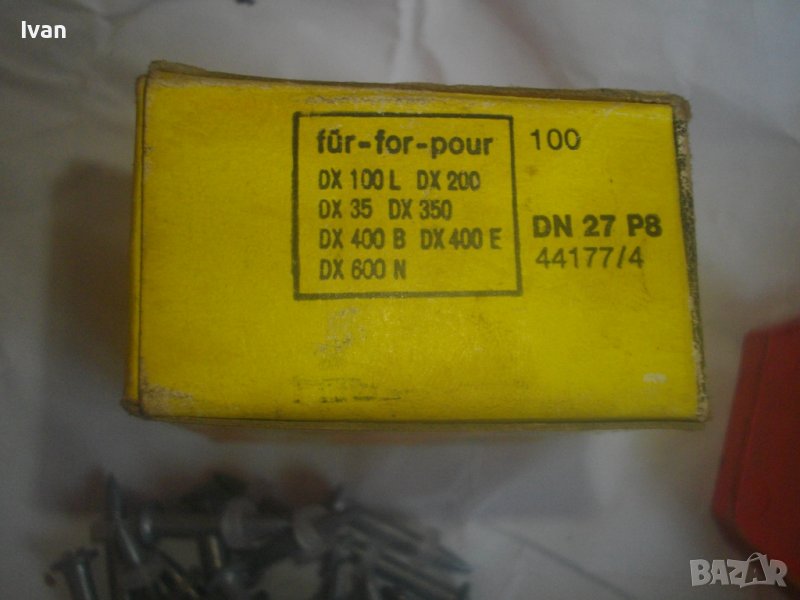 Ivan
für-for-pour
DX 100 L DX 200
DX 35 DX 350
DX 400 B DX 400 E
DX 600 N
100
DN 27 P8
44177/4
BAZAR